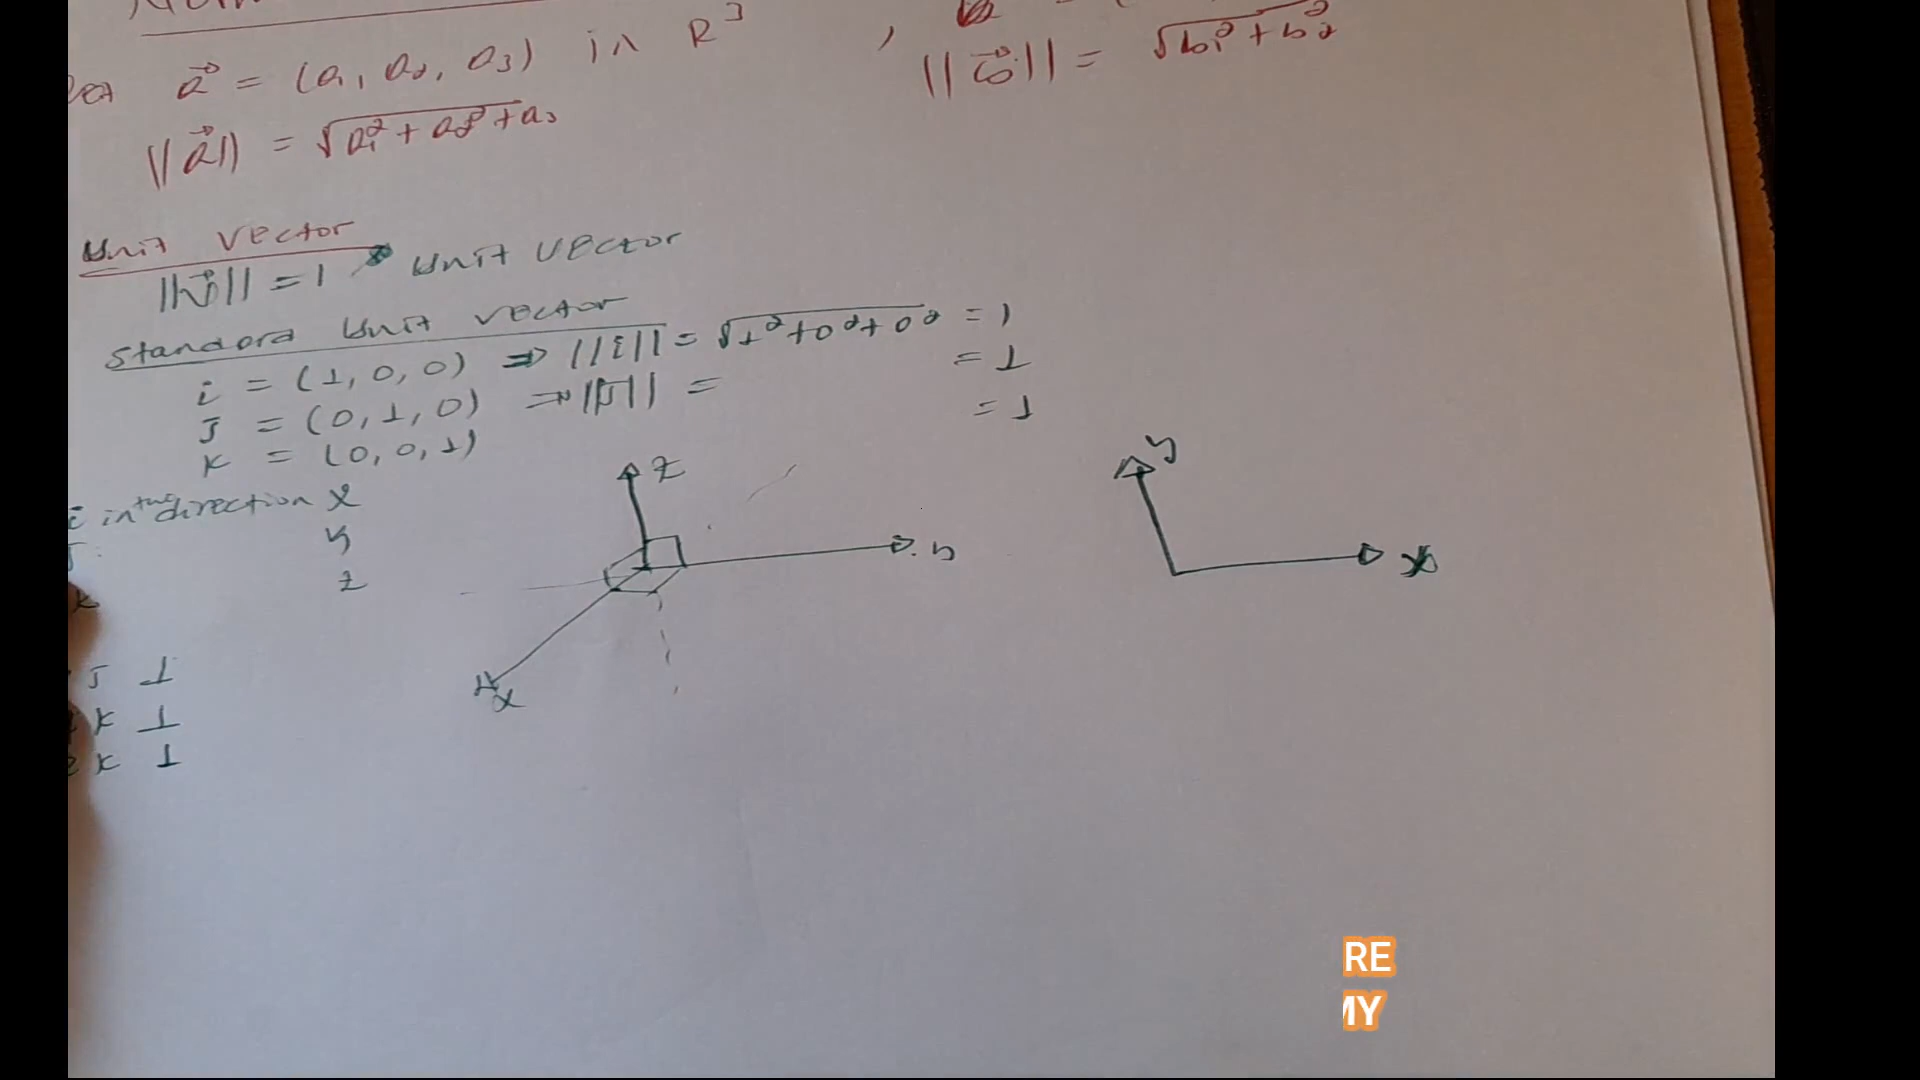 Let a⃗ = (a₁, a₂, a₃) in R³ ,
||a⃗|| = √a₁²+a₂²+a₃
||b⃗|| = √b₁²+b₂²
Unit Vector
||v⃗|| = 1 → Unit Vector
Standard Unit Vector
i = (1, 0, 0) ⇒ ||i|| = √1²+0²+0² = 1
J = (0, 1, 0) ⇒ ||J|| = = 1
K = (0, 0, 1) = 1
i in the direction x
J y
K z
J ⊥
K ⊥
K ⊥
z
y
x
y
x
RE
MY